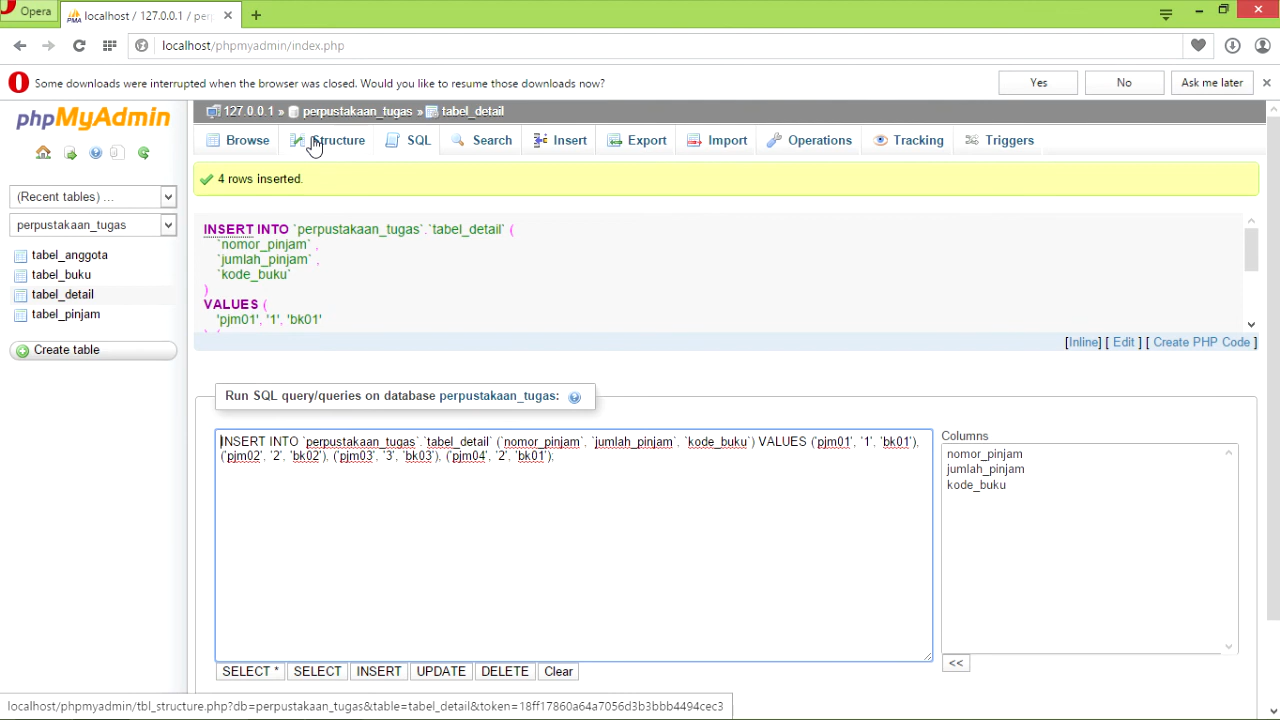 Opera
PMA localhost / 127.0.0.1 / per
localhost/phpmyadmin/index.php
Some downloads were interrupted when the browser was closed. Would you like to resume those downloads now?
Yes
No
Ask me later
phpMyAdmin
(Recent tables) ...
perpustakaan_tugas
tabel_anggota
tabel_buku
tabel_detail
tabel_pinjam
Create table
127.0.0.1 » perpustakaan_tugas » tabel_detail
Browse Structure SQL Search Insert Export Import Operations Tracking Triggers
4 rows inserted.
INSERT INTO `perpustakaan_tugas`.`tabel_detail` (
`nomor_pinjam` ,
`jumlah_pinjam` ,
`kode_buku`
)
VALUES (
'pjm01', '1', 'bk01'
[Inline] [ Edit ] [ Create PHP Code ]
Run SQL query/queries on database perpustakaan_tugas:
INSERT INTO `perpustakaan_tugas`.`tabel_detail` (`nomor_pinjam`, `jumlah_pinjam`, `kode_buku`) VALUES ('pjm01', '1', 'bk01'),
('pjm02', '2', 'bk02'), ('pjm03', '3', 'bk03'), ('pjm04', '2', 'bk01');
Columns
nomor_pinjam
jumlah_pinjam
kode_buku
<<
SELECT * SELECT INSERT UPDATE DELETE Clear
localhost/phpmyadmin/tbl_structure.php?db=perpustakaan_tugas&table=tabel_detail&token=18ff17860a64a7056d3b3bbb4494cec3